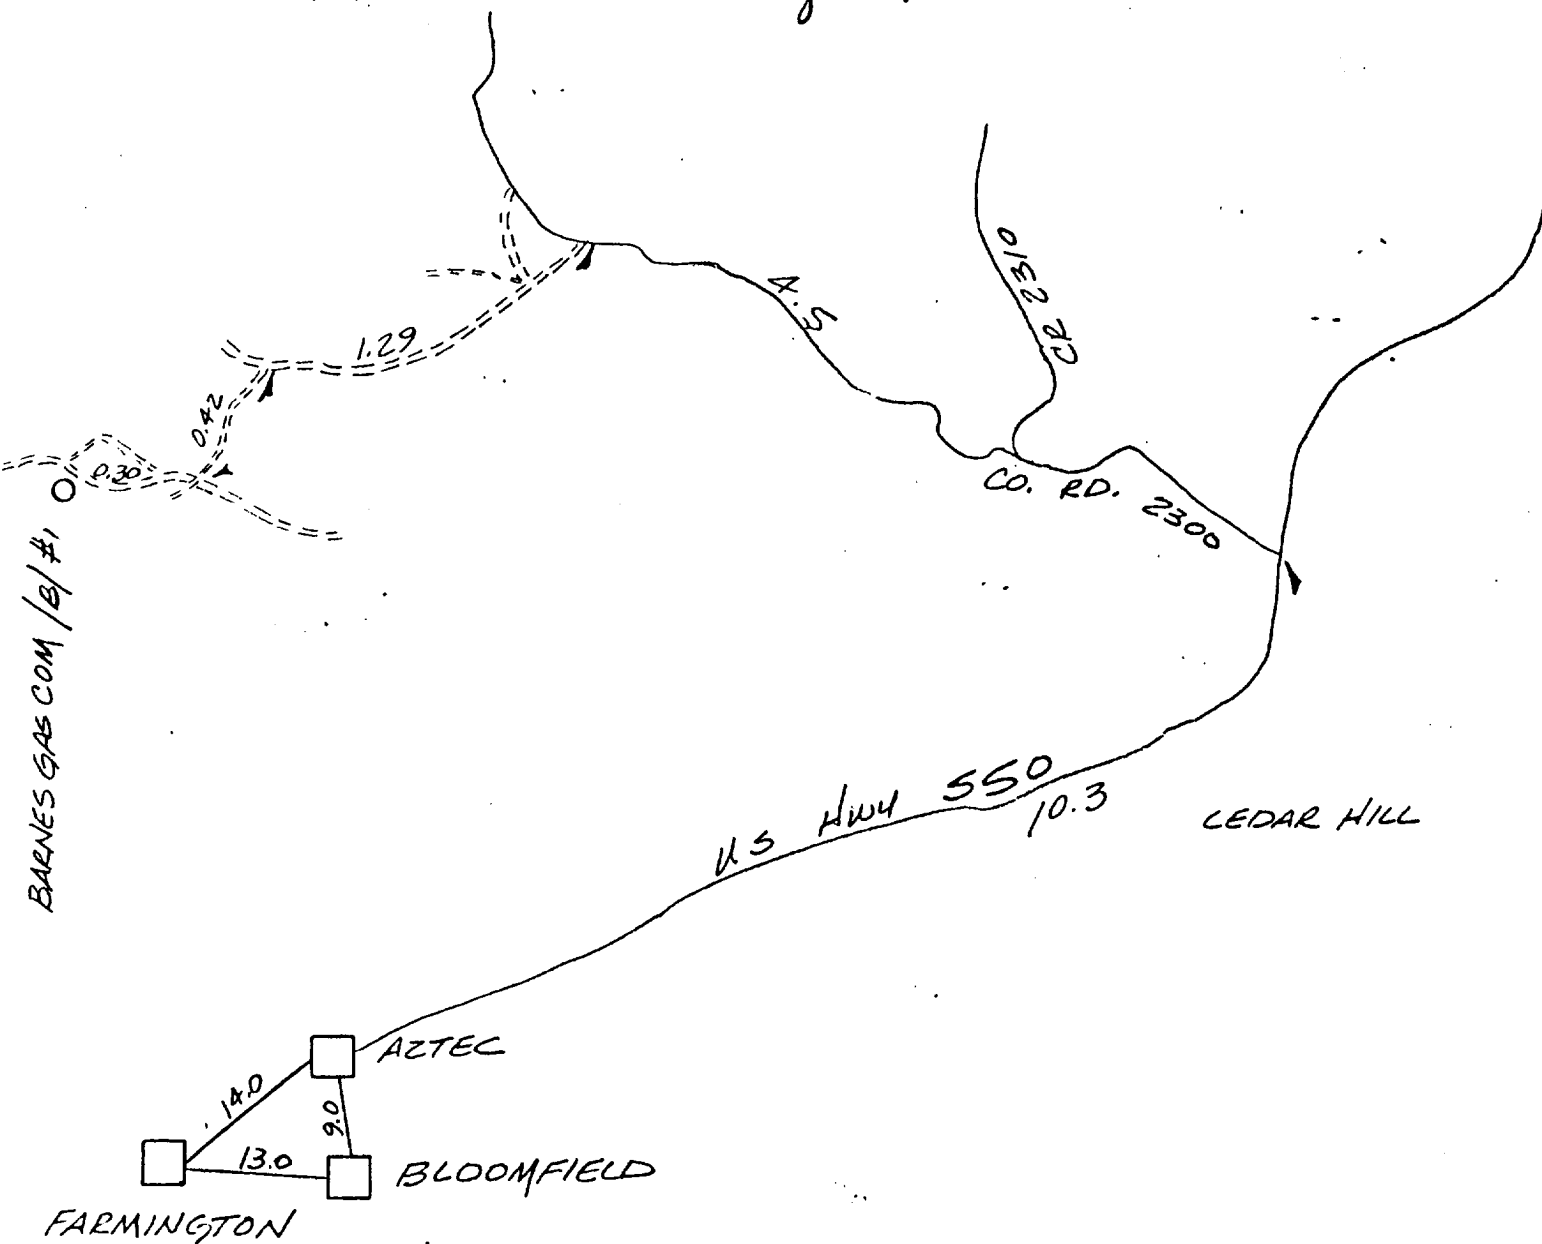 CR 2310
4.5
1.29
0.42
0.30
CO. RD. 2300
BARNES GAS COM /B/ #1
US HWY 550
10.3
CEDAR HILL
AZTEC
14.0
9.0
13.0
BLOOMFIELD
FARMINGTON